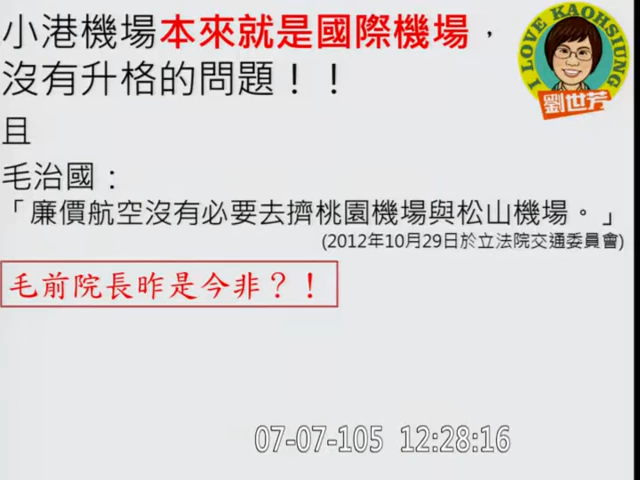 小港機場本來就是國際機場，
沒有升格的問題！！
且
毛治國：
「廉價航空沒有必要去擠桃園機場與松山機場。」
(2012年10月29日於立法院交通委員會)
毛前院長昨是今非？！
I LOVE KAOHSIUNG
劉世芳
07-07-105 12:28:16